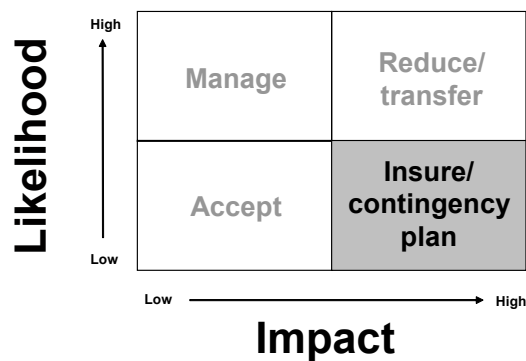 Likelihood
High
Low
Manage
Reduce/
transfer
Accept
Insure/
contingency
plan
Low
High
Impact